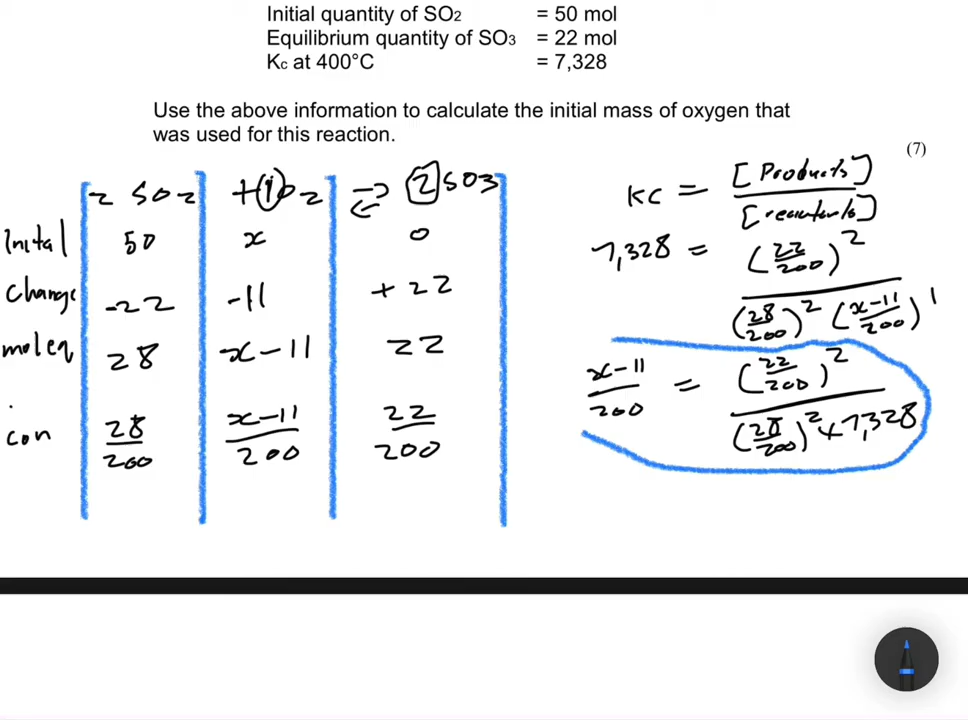 Initial quantity of SO₂ = 50 mol
Equilibrium quantity of SO₃ = 22 mol
Kc at 400°C = 7,328
Use the above information to calculate the initial mass of oxygen that
was used for this reaction.
(7)
2 SO2 + 1 O2 ⇌ 2 SO3
Inital 50 x 0
change -22 -11 + 22
mol eq 28 x-11 22
con 28/200 x-11/200 22/200
KC = [Products]/[reactants]
7,328 = (22/200)² / (28/200)² (x-11/200)¹
x-11/200 = (22/200)² / (28/200)² × 7,328